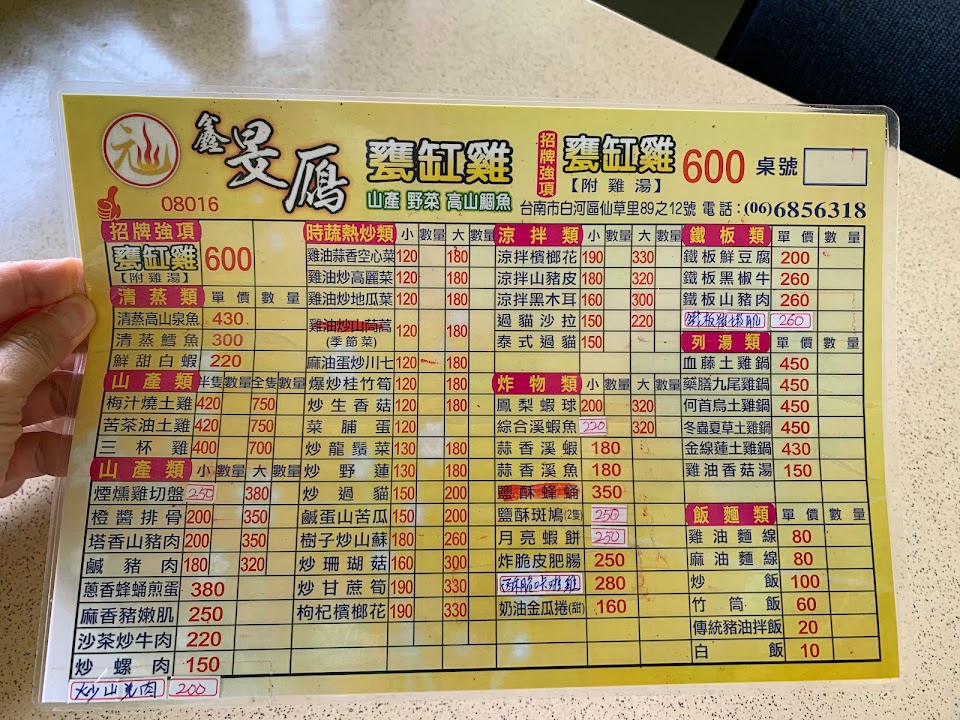 鑫旻鴈 甕缸雞 招牌強項 甕缸雞 600 桌號
【附雞湯】
山產 野菜 高山鯝魚 台南市白河區仙草里89之12號 電話:(06)6856318
08016
招牌強項
甕缸雞 600
【附雞湯】
清蒸類 單價 數量
清蒸高山泉魚 430
清蒸鱈魚 300
鮮甜白蝦 220
山產類 半隻 數量 全隻 數量
梅汁燒土雞 420 750
苦茶油土雞 420 750
三杯雞 400 700
山產類 小 數量 大 數量
煙燻雞切盤 250 380
橙醬排骨 200 350
塔香山豬肉 200 350
鹹豬肉 180 320
蔥香蜂蛹煎蛋 380
麻香豬嫩肌 250
沙茶炒牛肉 220
炒螺肉 150
炒山羌肉 200
時蔬熱炒類 小 數量 大 數量
雞油蒜香空心菜 120 180
雞油炒高麗菜 120 180
雞油炒地瓜葉 120 180
雞油炒山茼蒿 120 180
(季節菜)
麻油蛋炒川七 120 180
爆炒桂竹筍 120 180
炒生香菇 120 180
菜脯蛋 120
炒龍鬚菜 130 180
炒野蓮 130 180
炒過貓 150 200
鹹蛋山苦瓜 150 200
樹子炒山蘇 180 260
炒珊瑚菇 160 300
炒甘蔗筍 190 330
枸杞檳榔花 190 330
涼拌類 小 數量 大 數量
涼拌檳榔花 190 330
涼拌山豬皮 180 320
涼拌黑木耳 160 300
過貓沙拉 150 220
泰式過貓 150
炸物類 小 數量 大 數量
鳳梨蝦球 200 320
綜合溪蝦魚 220 320
蒜香溪蝦 180
蒜香溪魚 180
鹽酥蜂蛹 350
鹽酥斑鳩(2隻) 250
月亮蝦餅 250
炸脆皮肥腸 250
280
奶油金瓜捲(甜) 160
鐵板類 單價 數量
鐵板鮮豆腐 200
鐵板黑椒牛 260
鐵板山豬肉 260
260
列湯類
血藤土雞鍋 450
藥膳九尾雞鍋 450
何首烏土雞鍋 450
冬蟲夏草土雞鍋 450
金線蓮土雞鍋 430
雞油香菇湯 150
飯麵類 單價 數量
雞油麵線 80
麻油麵線 80
炒飯 100
竹筒飯 60
傳統豬油拌飯 20
白飯 10